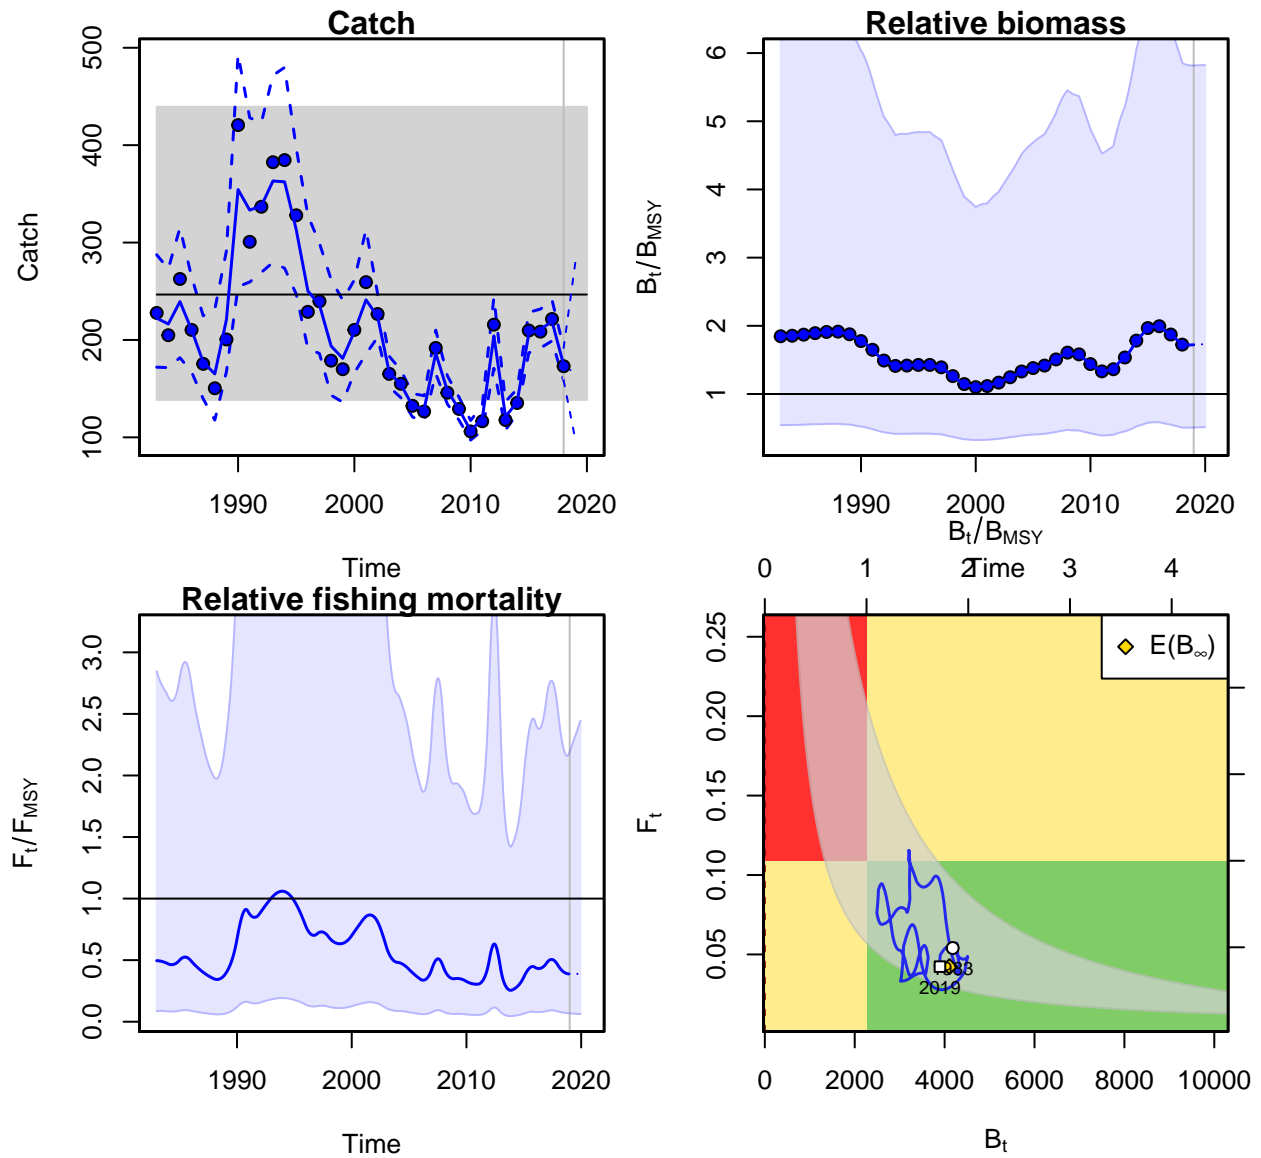 Catch
500
400
300
200
100
Catch
1990 2000 2010 2020
Time
Relative biomass
6
5
4
3
2
1
Bt/BMSY
1990 2000 2010 2020
Time
Relative fishing mortality
3.0
2.5
2.0
1.5
1.0
0.5
0.0
Ft/FMSY
1990 2000 2010 2020
Time
Bt/BMSY
0 1 2 3 4
0.25
0.20
0.15
0.10
0.05
Ft
E(B∞)
1983
2019
0 2000 4000 6000 8000 10000
Bt